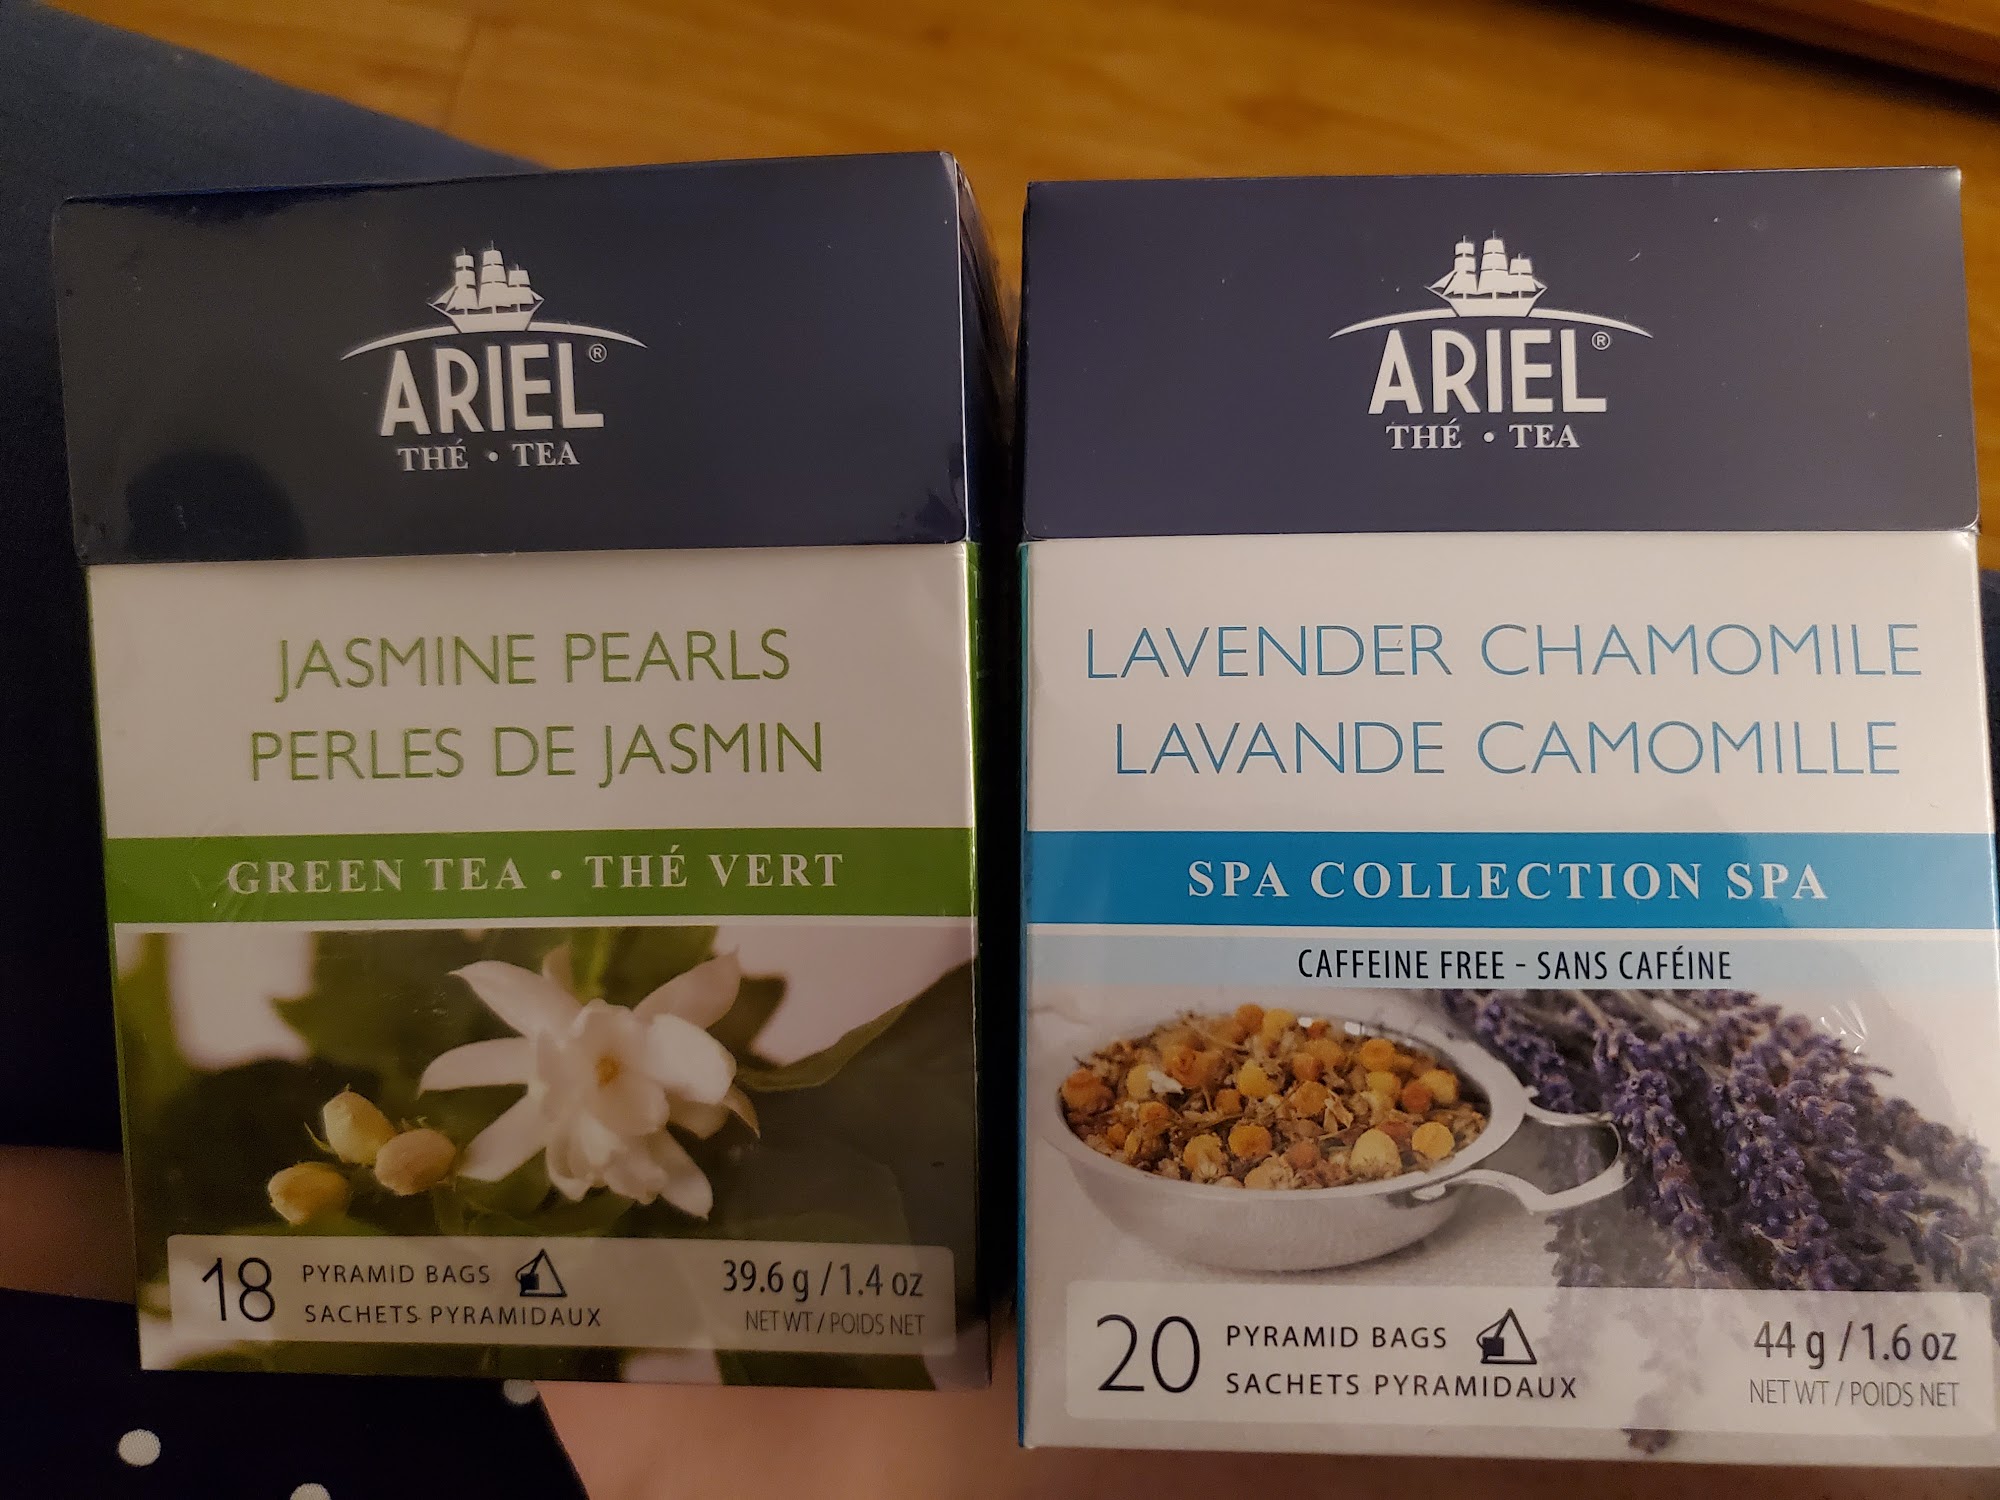 ARIEL®
THÉ • TEA
JASMINE PEARLS
PERLES DE JASMIN
GREEN TEA • THÉ VERT
18
PYRAMID BAGS
SACHETS PYRAMIDAUX
39.6 g / 1.4 oz
NET WT / POIDS NET
ARIEL®
THÉ • TEA
LAVENDER CHAMOMILE
LAVANDE CAMOMILLE
SPA COLLECTION SPA
CAFFEINE FREE - SANS CAFÉINE
20
PYRAMID BAGS
SACHETS PYRAMIDAUX
44 g / 1.6 oz
NET WT / POIDS NET